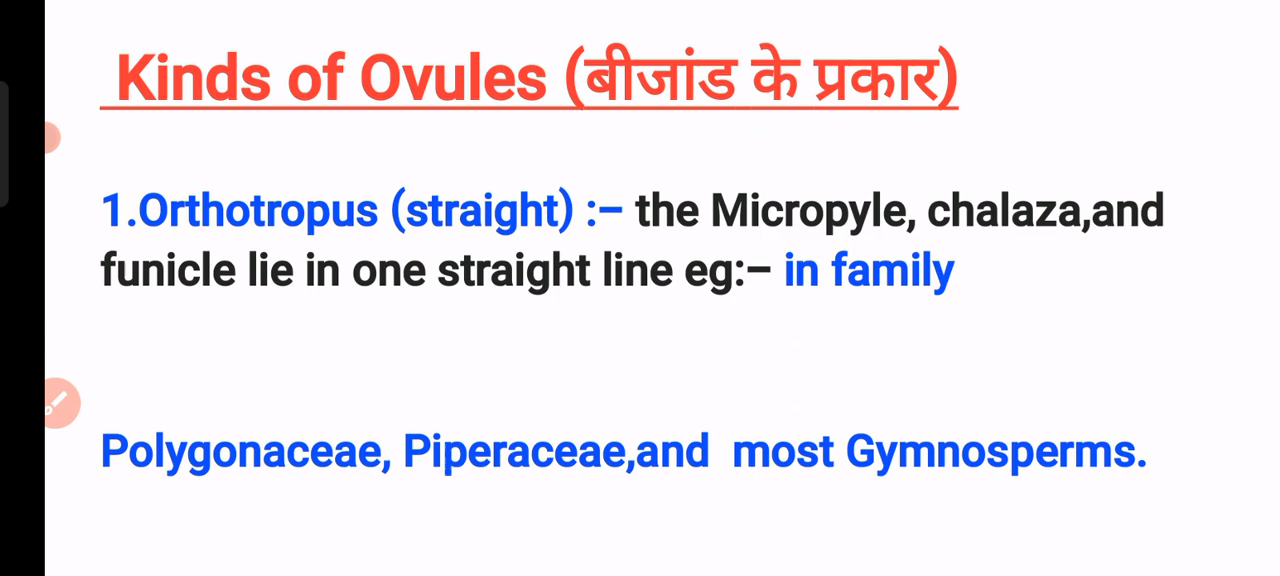 Kinds of Ovules (बीजांड के प्रकार)
1.Orthotropus (straight) :– the Micropyle, chalaza,and
funicle lie in one straight line eg:– in family
Polygonaceae, Piperaceae,and most Gymnosperms.